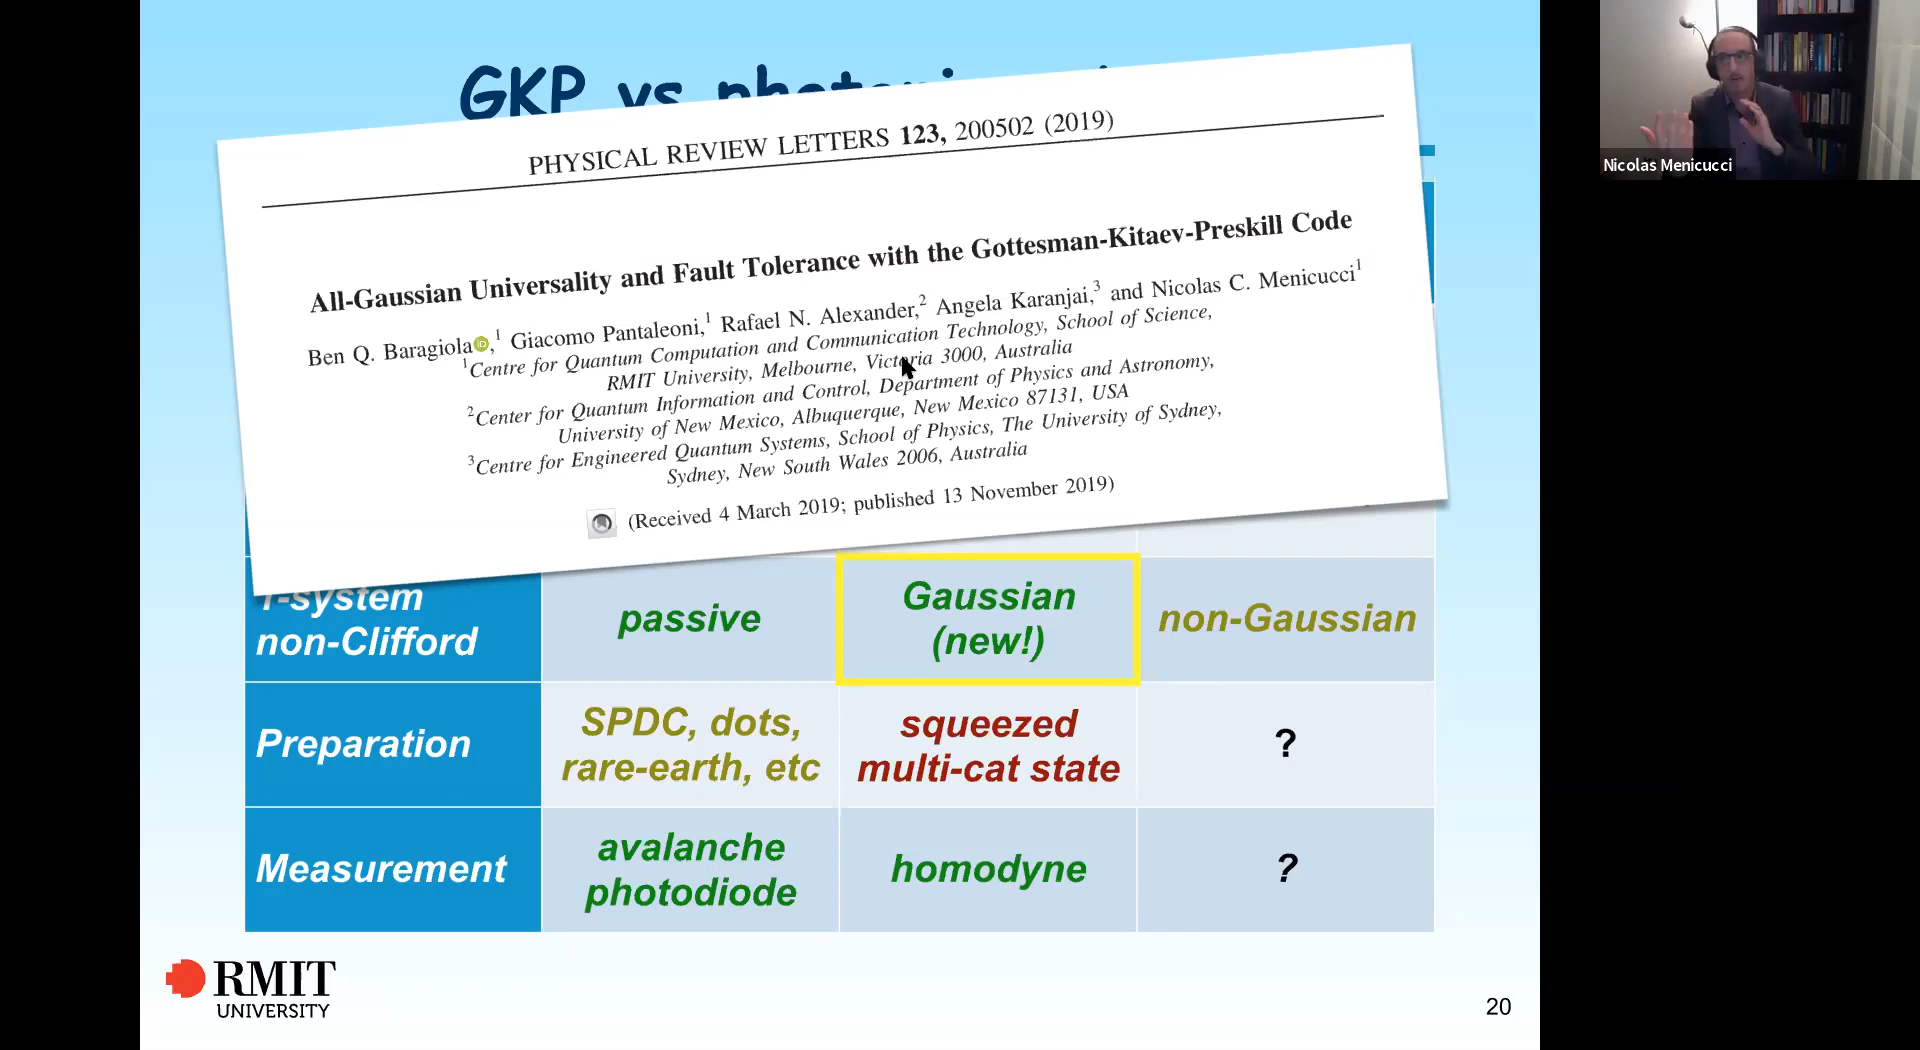 GKP vs
PHYSICAL REVIEW LETTERS 123, 200502 (2019)
All-Gaussian Universality and Fault Tolerance with the Gottesman-Kitaev-Preskill Code
Ben Q. Baragiola,1 Giacomo Pantaleoni,1 Rafael N. Alexander,2 Angela Karanjai,3 and Nicolas C. Menicucci1
1Centre for Quantum Computation and Communication Technology, School of Science,
RMIT University, Melbourne, Victoria 3000, Australia
2Center for Quantum Information and Control, Department of Physics and Astronomy,
University of New Mexico, Albuquerque, New Mexico 87131, USA
3Centre for Engineered Quantum Systems, School of Physics, The University of Sydney,
Sydney, New South Wales 2006, Australia
(Received 4 March 2019; published 13 November 2019)
1-system
non-Clifford
passive
Gaussian
(new!)
non-Gaussian
Preparation
SPDC, dots,
rare-earth, etc
squeezed
multi-cat state
?
Measurement
avalanche
photodiode
homodyne
?
RMIT
UNIVERSITY
20
Nicolas Menicucci